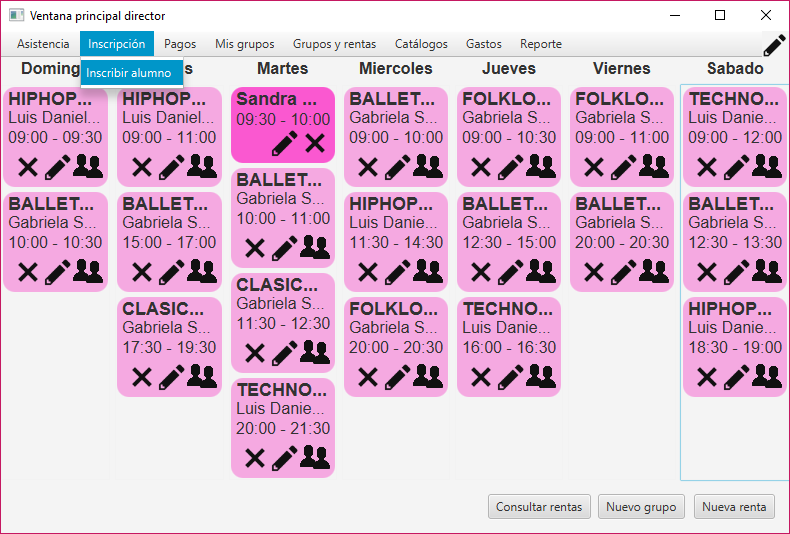 Ventana principal director
Asistencia Inscripción Pagos Mis grupos Grupos y rentas Catálogos Gastos Reporte
Inscribir alumno
Doming s Martes Miercoles Jueves Viernes Sabado
HIPHOP...
Luis Daniel...
09:00 - 09:30
BALLET...
Gabriela S...
10:00 - 10:30
HIPHOP...
Luis Daniel...
09:00 - 11:00
BALLET...
Gabriela S...
15:00 - 17:00
CLASIC...
Gabriela S...
17:30 - 19:30
Sandra ...
09:30 - 10:00
BALLET...
Gabriela S...
10:00 - 11:00
CLASIC...
Gabriela S...
11:30 - 12:30
TECHNO...
Luis Danie...
20:00 - 21:30
BALLET...
Gabriela S...
09:00 - 10:00
HIPHOP...
Luis Danie...
11:30 - 14:30
FOLKLO...
Gabriela S...
20:00 - 20:30
FOLKLO...
Gabriela S...
09:00 - 10:30
BALLET...
Gabriela S...
12:30 - 15:00
TECHNO...
Luis Danie...
16:00 - 16:30
FOLKLO...
Gabriela S...
09:00 - 11:00
BALLET...
Gabriela S...
20:00 - 20:30
TECHNO...
Luis Danie...
09:00 - 12:00
BALLET...
Gabriela S...
12:30 - 13:30
HIPHOP...
Luis Danie...
18:30 - 19:00
Consultar rentas Nuevo grupo Nueva renta